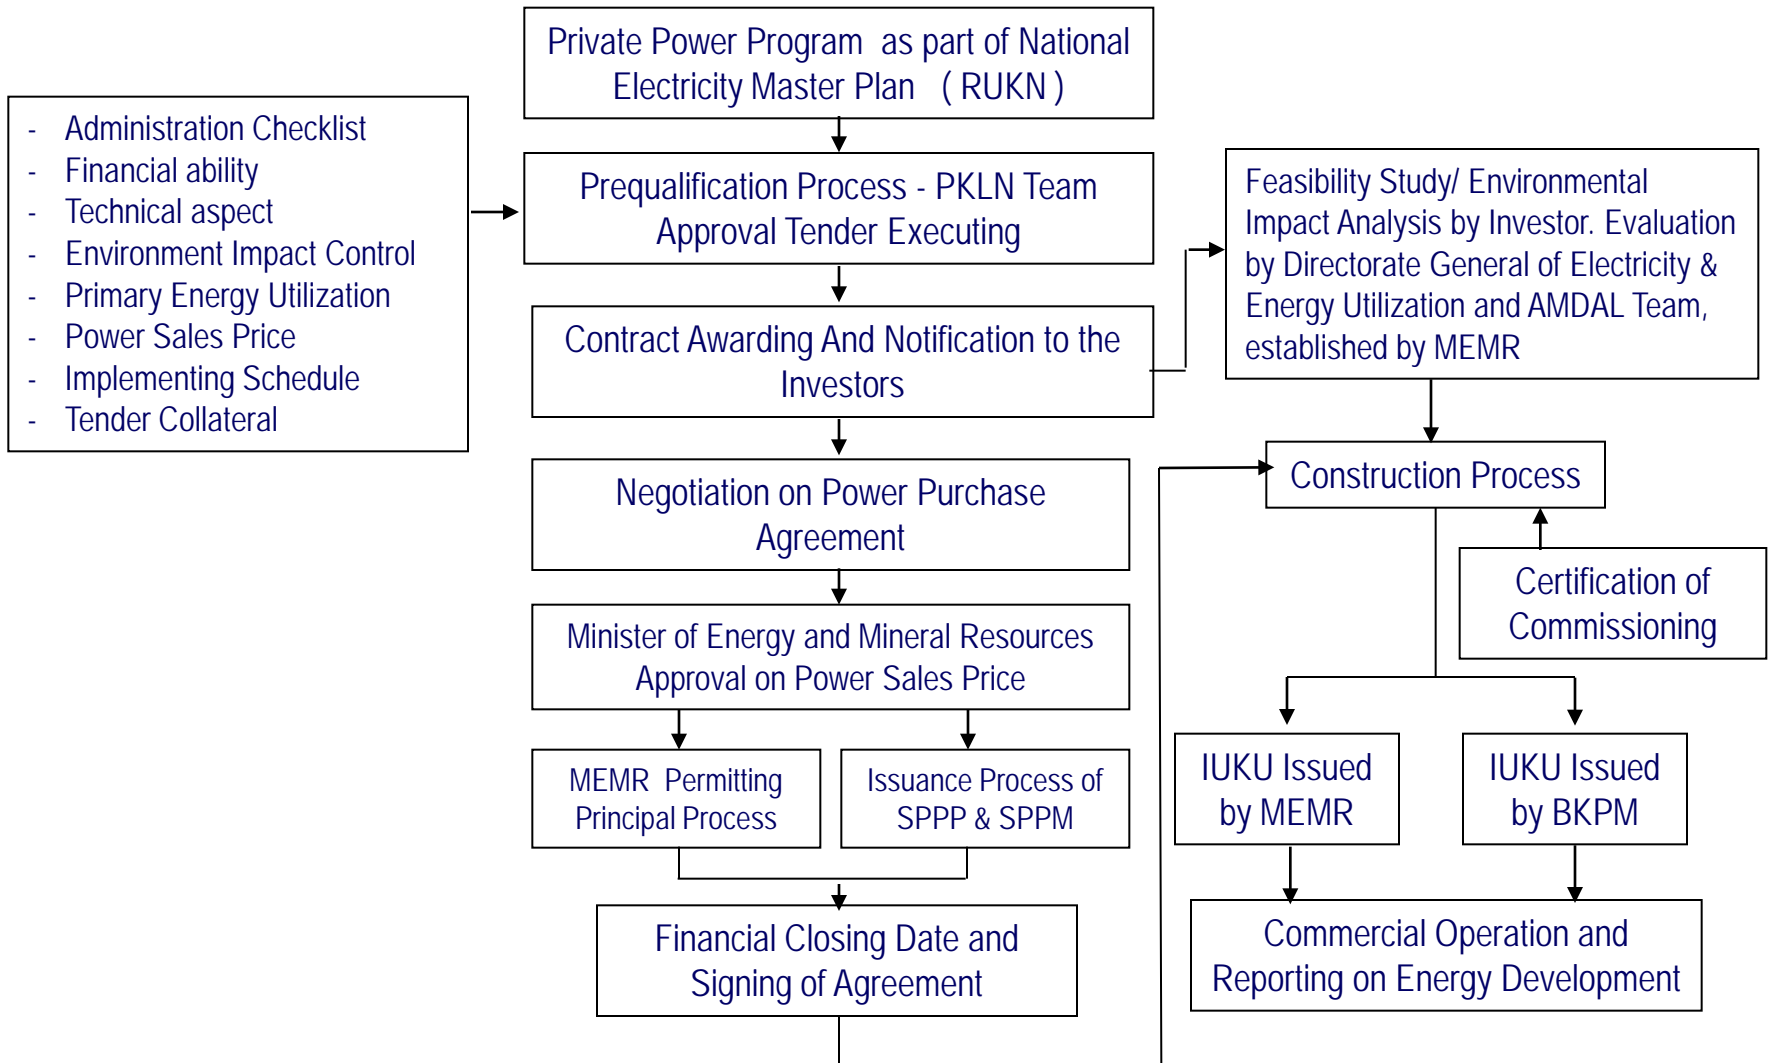 Private Power Program as part of National
Electricity Master Plan ( RUKN )
- Administration Checklist
- Financial ability
- Technical aspect
- Environment Impact Control
- Primary Energy Utilization
- Power Sales Price
- Implementing Schedule
- Tender Collateral
Prequalification Process - PKLN Team
Approval Tender Executing
Feasibility Study/ Environmental
Impact Analysis by Investor. Evaluation
by Directorate General of Electricity &
Energy Utilization and AMDAL Team,
established by MEMR
Contract Awarding And Notification to the
Investors
Negotiation on Power Purchase
Agreement
Construction Process
Certification of
Commissioning
Minister of Energy and Mineral Resources
Approval on Power Sales Price
MEMR Permitting
Principal Process
Issuance Process of
SPPP & SPPM
IUKU Issued
by MEMR
IUKU Issued
by BKPM
Financial Closing Date and
Signing of Agreement
Commercial Operation and
Reporting on Energy Development